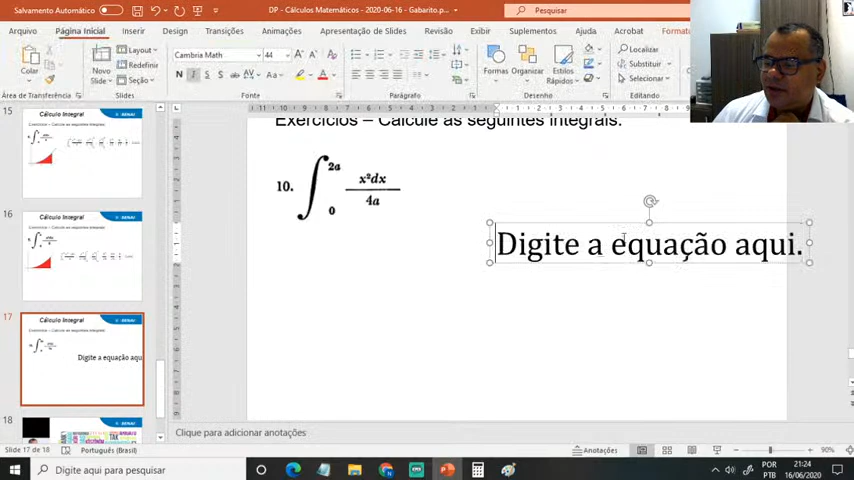 Salvamento Automático
DP - Cálculos Matemáticos - 2020-06-16 - Gabarito.p...
Pesquisar
Arquivo Página Inicial Inserir Design Transições Animações Apresentação de Slides Revisão Exibir Suplementos Ajuda Acrobat
Colar
Novo Slide
Layout
Redefinir
Seção
Cambria Math
44
Formas Organizar Estilos Rápidos
Localizar
Substituir
Selecionar
Área de Transferência
Slides
Fonte
Parágrafo
Desenho
Editando
15
Cálculo Integral
16
Cálculo Integral
17
Cálculo Integral
Digite a equação aqu
18
Exercícios – Calcule as seguintes integrais:
10. ∫ 2a 0 x²dx / 4a
Digite a equação aqui.
Clique para adicionar anotações
Slide 17 de 18
Português (Brasil)
Anotações
90%
Digite aqui para pesquisar
POR
PTB
21:24
16/06/2020